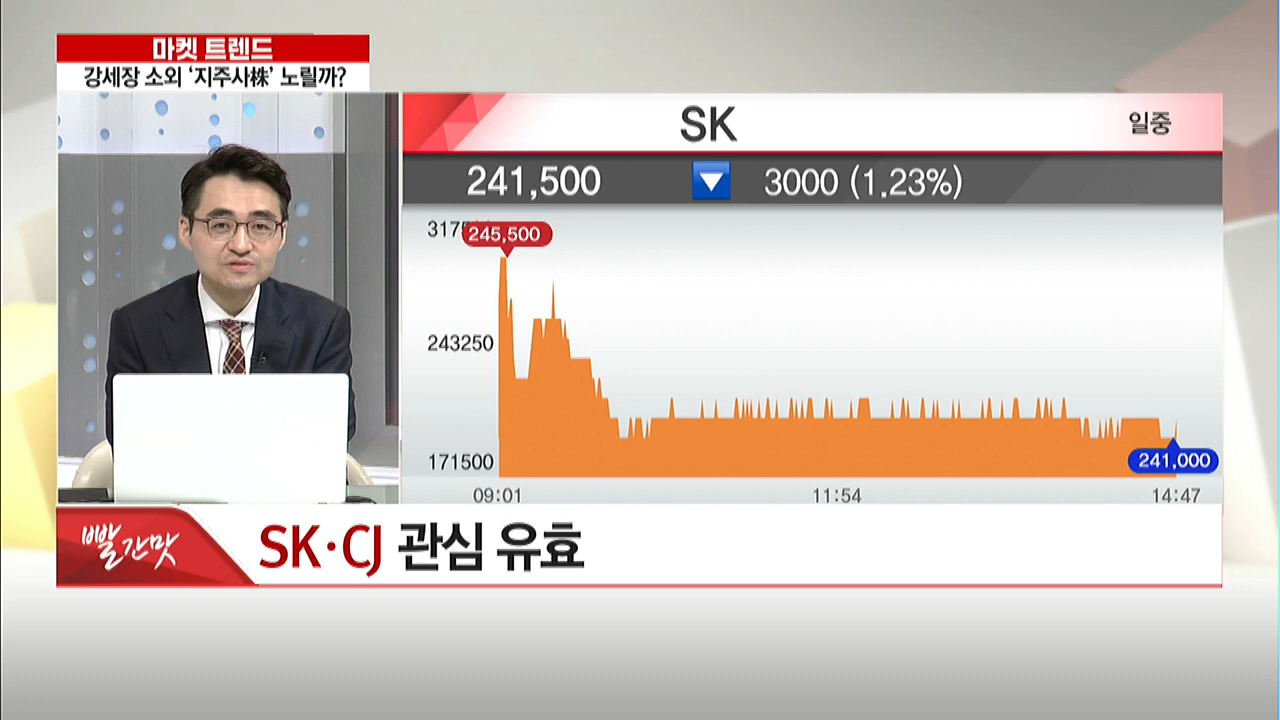 마켓 트렌드
강세장 소외 ‘지주사株’ 노릴까?
SK
일중
241,500 ▼ 3000 (1.23%)
245,500
243250
171500
241,000
09:01 11:54 14:47
빨간맛
SK·CJ 관심 유효